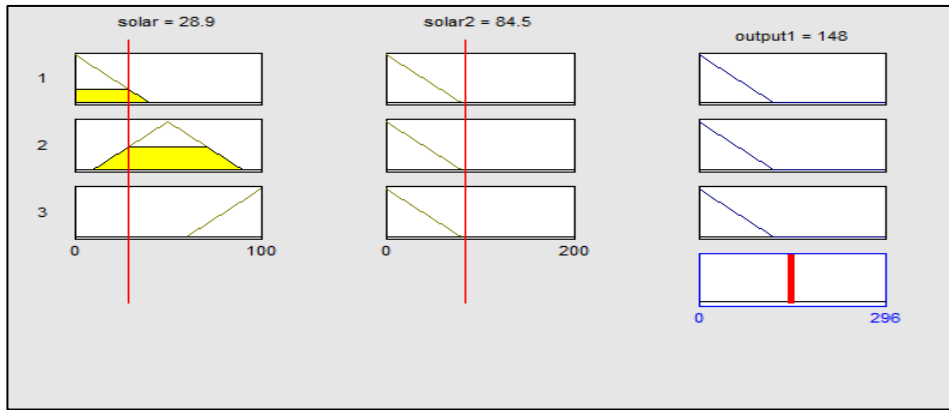 solar = 28.9
solar2 = 84.5
output1 = 148
1
2
3
0 100
0 200
0 296